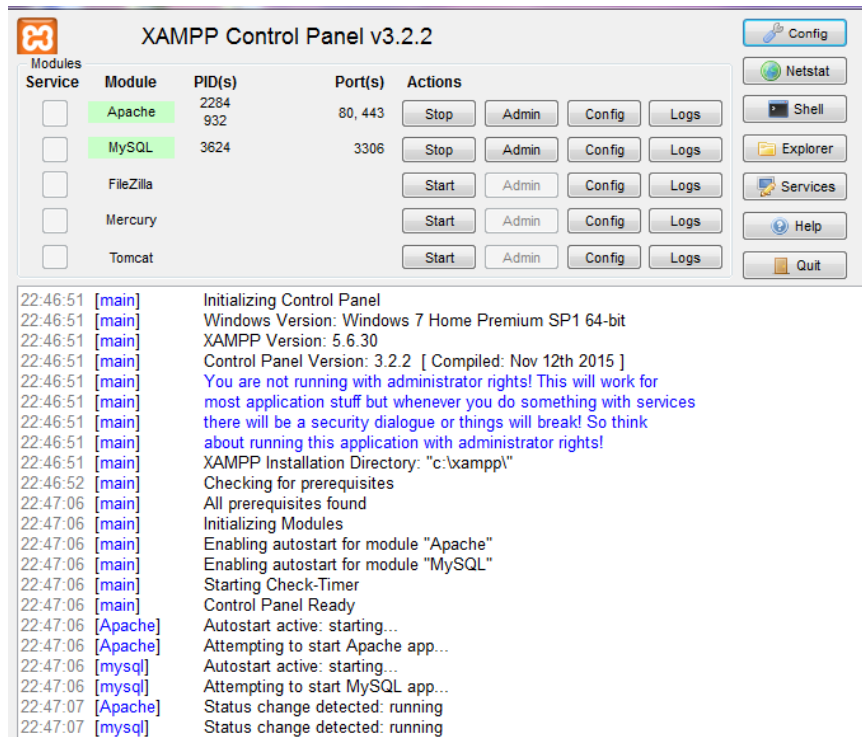 XAMPP Control Panel v3.2.2
Config
Modules
Netstat
Service Module PID(s) Port(s) Actions
Apache 2284 932 80, 443 Stop Admin Config Logs
Shell
MySQL 3624 3306 Stop Admin Config Logs
Explorer
FileZilla Start Admin Config Logs
Services
Mercury Start Admin Config Logs
Help
Tomcat Start Admin Config Logs
Quit
22:46:51 [main] Initializing Control Panel
22:46:51 [main] Windows Version: Windows 7 Home Premium SP1 64-bit
22:46:51 [main] XAMPP Version: 5.6.30
22:46:51 [main] Control Panel Version: 3.2.2 [ Compiled: Nov 12th 2015 ]
22:46:51 [main] You are not running with administrator rights! This will work for
22:46:51 [main] most application stuff but whenever you do something with services
22:46:51 [main] there will be a security dialogue or things will break! So think
22:46:51 [main] about running this application with administrator rights!
22:46:51 [main] XAMPP Installation Directory: "c:\xampp\"
22:46:52 [main] Checking for prerequisites
22:47:06 [main] All prerequisites found
22:47:06 [main] Initializing Modules
22:47:06 [main] Enabling autostart for module "Apache"
22:47:06 [main] Enabling autostart for module "MySQL"
22:47:06 [main] Starting Check-Timer
22:47:06 [main] Control Panel Ready
22:47:06 [Apache] Autostart active: starting...
22:47:06 [Apache] Attempting to start Apache app...
22:47:06 [mysql] Autostart active: starting...
22:47:06 [mysql] Attempting to start MySQL app...
22:47:07 [Apache] Status change detected: running
22:47:07 [mysql] Status change detected: running